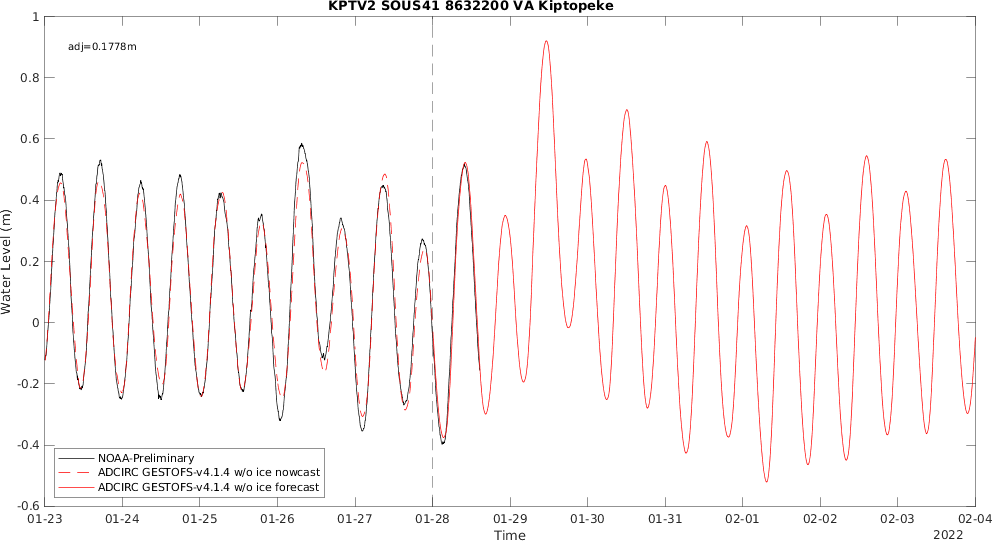 KPTV2 SOUS41 8632200 VA Kiptopeke
adj=0.1778m
1
0.8
0.6
0.4
0.2
0
-0.2
-0.4
-0.6
Water Level (m)
NOAA-Preliminary
ADCIRC GESTOFS-v4.1.4 w/o ice nowcast
ADCIRC GESTOFS-v4.1.4 w/o ice forecast
01-23 01-24 01-25 01-26 01-27 01-28 01-29 01-30 01-31 02-01 02-02 02-03 02-04
Time
2022